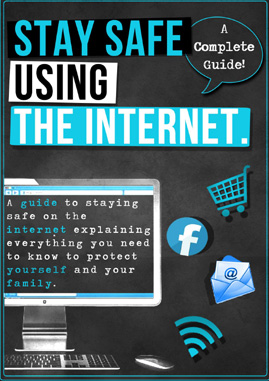 STAY SAFE
USING
THE INTERNET.
A
Complete
Guide!
A guide to staying
safe on the
internet explaining
everything you need
to know to protect
yourself and your
family.
f
@